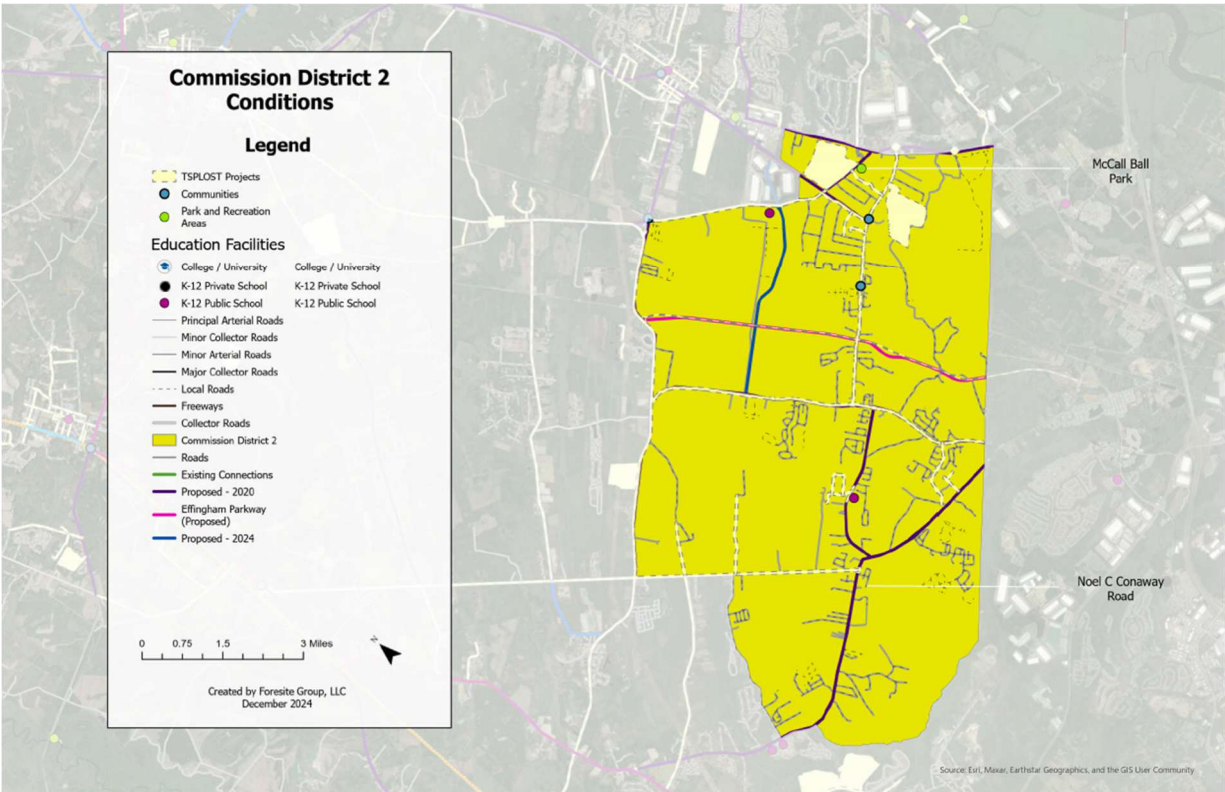 Commission District 2
Conditions
Legend
TSPLOST Projects
Communities
Park and Recreation
Areas
Education Facilities
College / University College / University
K-12 Private School K-12 Private School
K-12 Public School K-12 Public School
Principal Arterial Roads
Minor Collector Roads
Minor Arterial Roads
Major Collector Roads
Local Roads
Freeways
Collector Roads
Commission District 2
Roads
Existing Connections
Proposed - 2020
Effingham Parkway
(Proposed)
Proposed - 2024
0 0.75 1.5 3 Miles
N
Created by Foresite Group, LLC
December 2024
McCall Ball
Park
Noel C Conaway
Road
Source: Esri, Maxar, Earthstar Geographics, and the GIS User Community